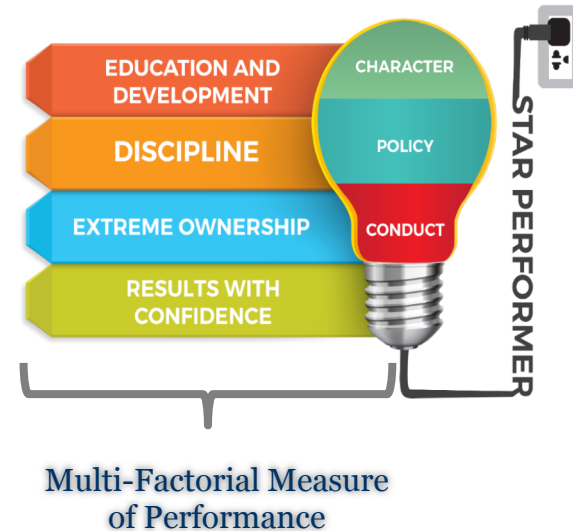 EDUCATION AND
DEVELOPMENT
DISCIPLINE
EXTREME OWNERSHIP
RESULTS WITH
CONFIDENCE
CHARACTER
POLICY
CONDUCT
STAR PERFORMER
Multi-Factorial Measure
of Performance